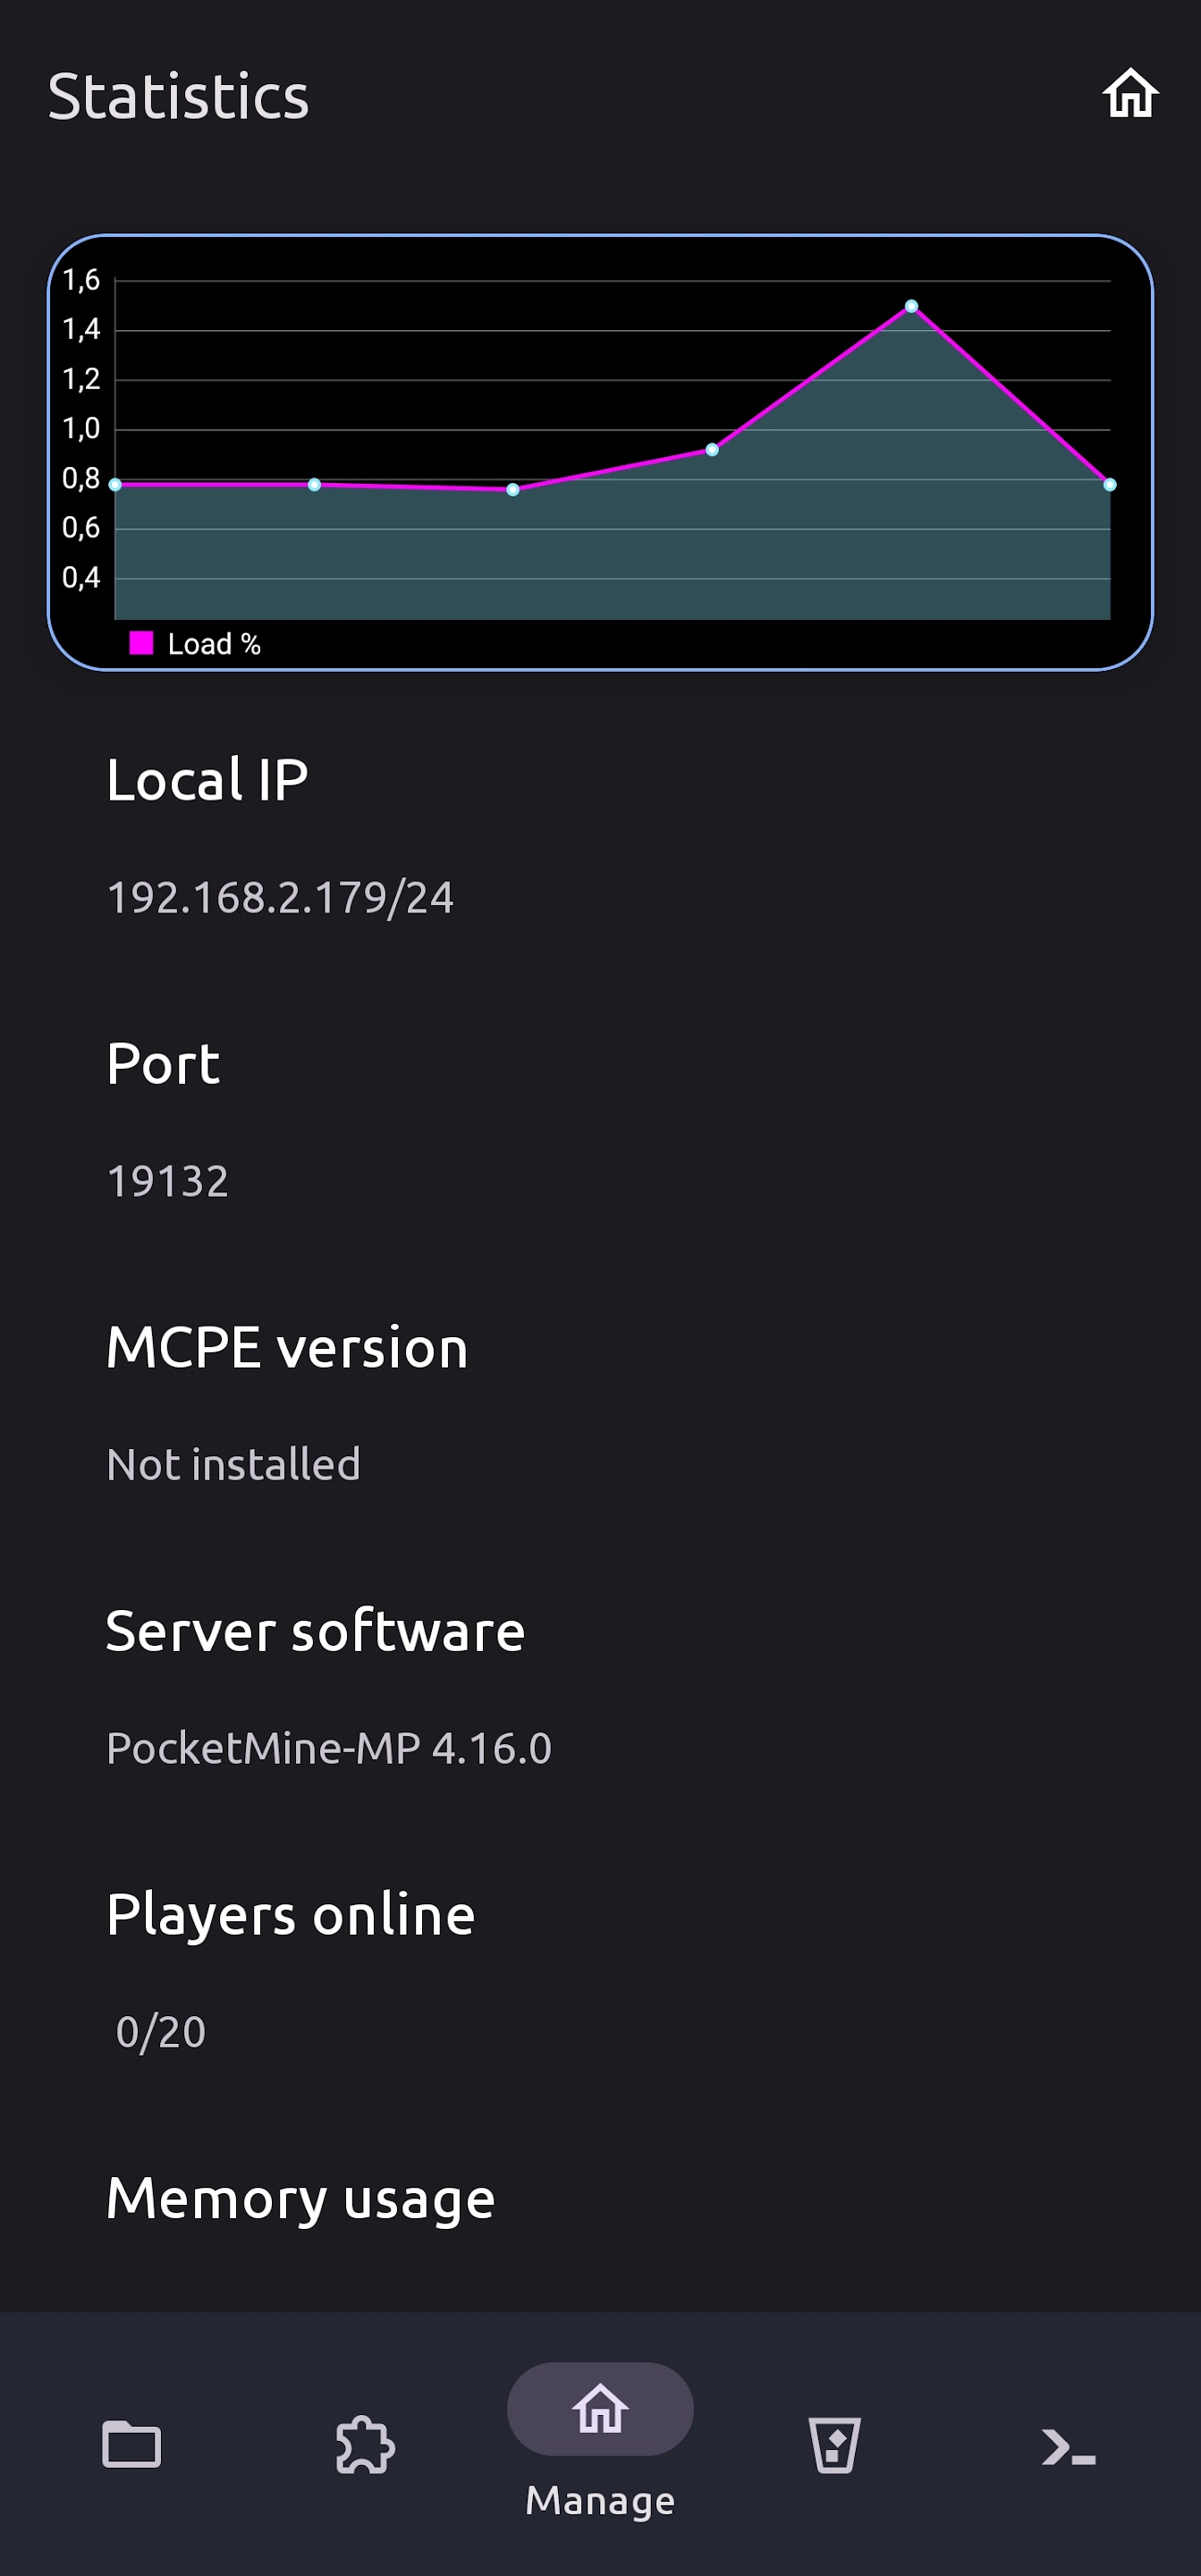 Statistics
1,6
1,4
1,2
1,0
0,8
0,6
0,4
Load %
Local IP
192.168.2.179/24
Port
19132
MCPE version
Not installed
Server software
PocketMine-MP 4.16.0
Players online
0/20
Memory usage
Manage